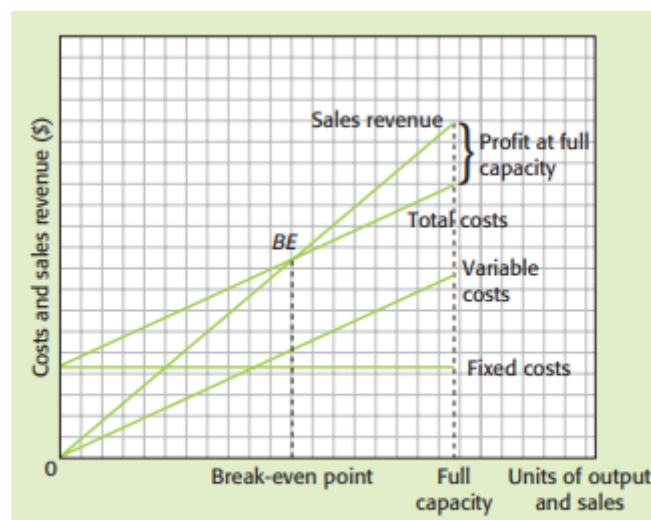 Costs and sales revenue ($)
Sales revenue
Profit at full
capacity
Total costs
BE
Variable
costs
Fixed costs
0
Break-even point
Full
capacity
Units of output
and sales